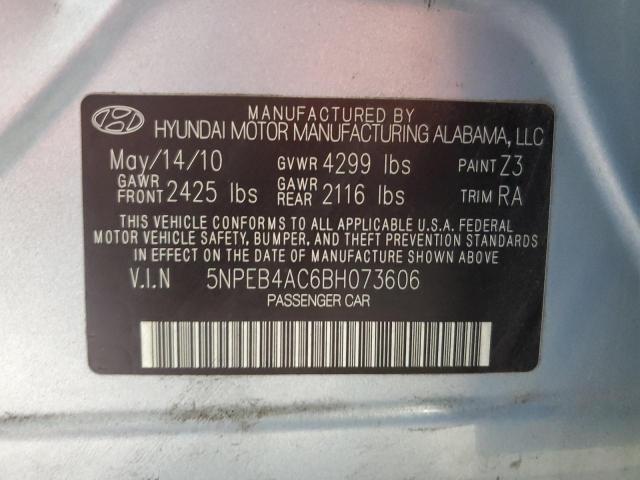 MANUFACTURED BY
HYUNDAI MOTOR MANUFACTURING ALABAMA, LLC
May/14/10 GVWR 4299 lbs PAINT Z3
GAWR FRONT 2425 lbs GAWR REAR 2116 lbs TRIM RA
THIS VEHICLE CONFORMS TO ALL APPLICABLE U.S.A. FEDERAL
MOTOR VEHICLE SAFETY, BUMPER, AND THEFT PREVENTION
STANDARDS IN EFFECT ON THE DATE OF MANUFACTURE SHOWN ABOVE.
V.I.N 5NPEB4AC6BH073606
PASSENGER CAR